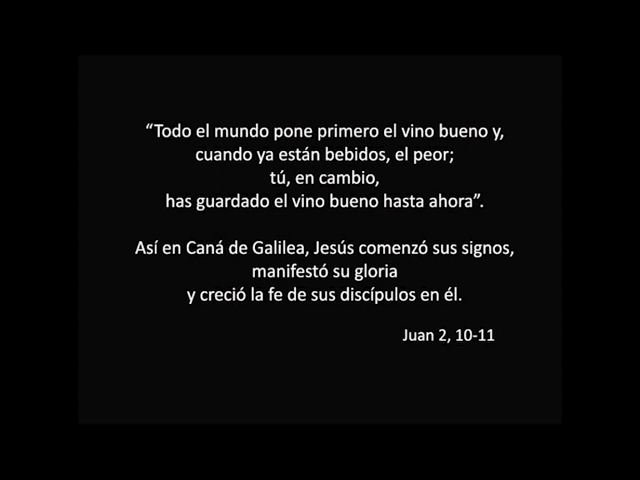 “Todo el mundo pone primero el vino bueno y,
cuando ya están bebidos, el peor;
tú, en cambio,
has guardado el vino bueno hasta ahora”.
Así en Caná de Galilea, Jesús comenzó sus signos,
manifestó su gloria
y creció la fe de sus discípulos en él.
Juan 2, 10-11